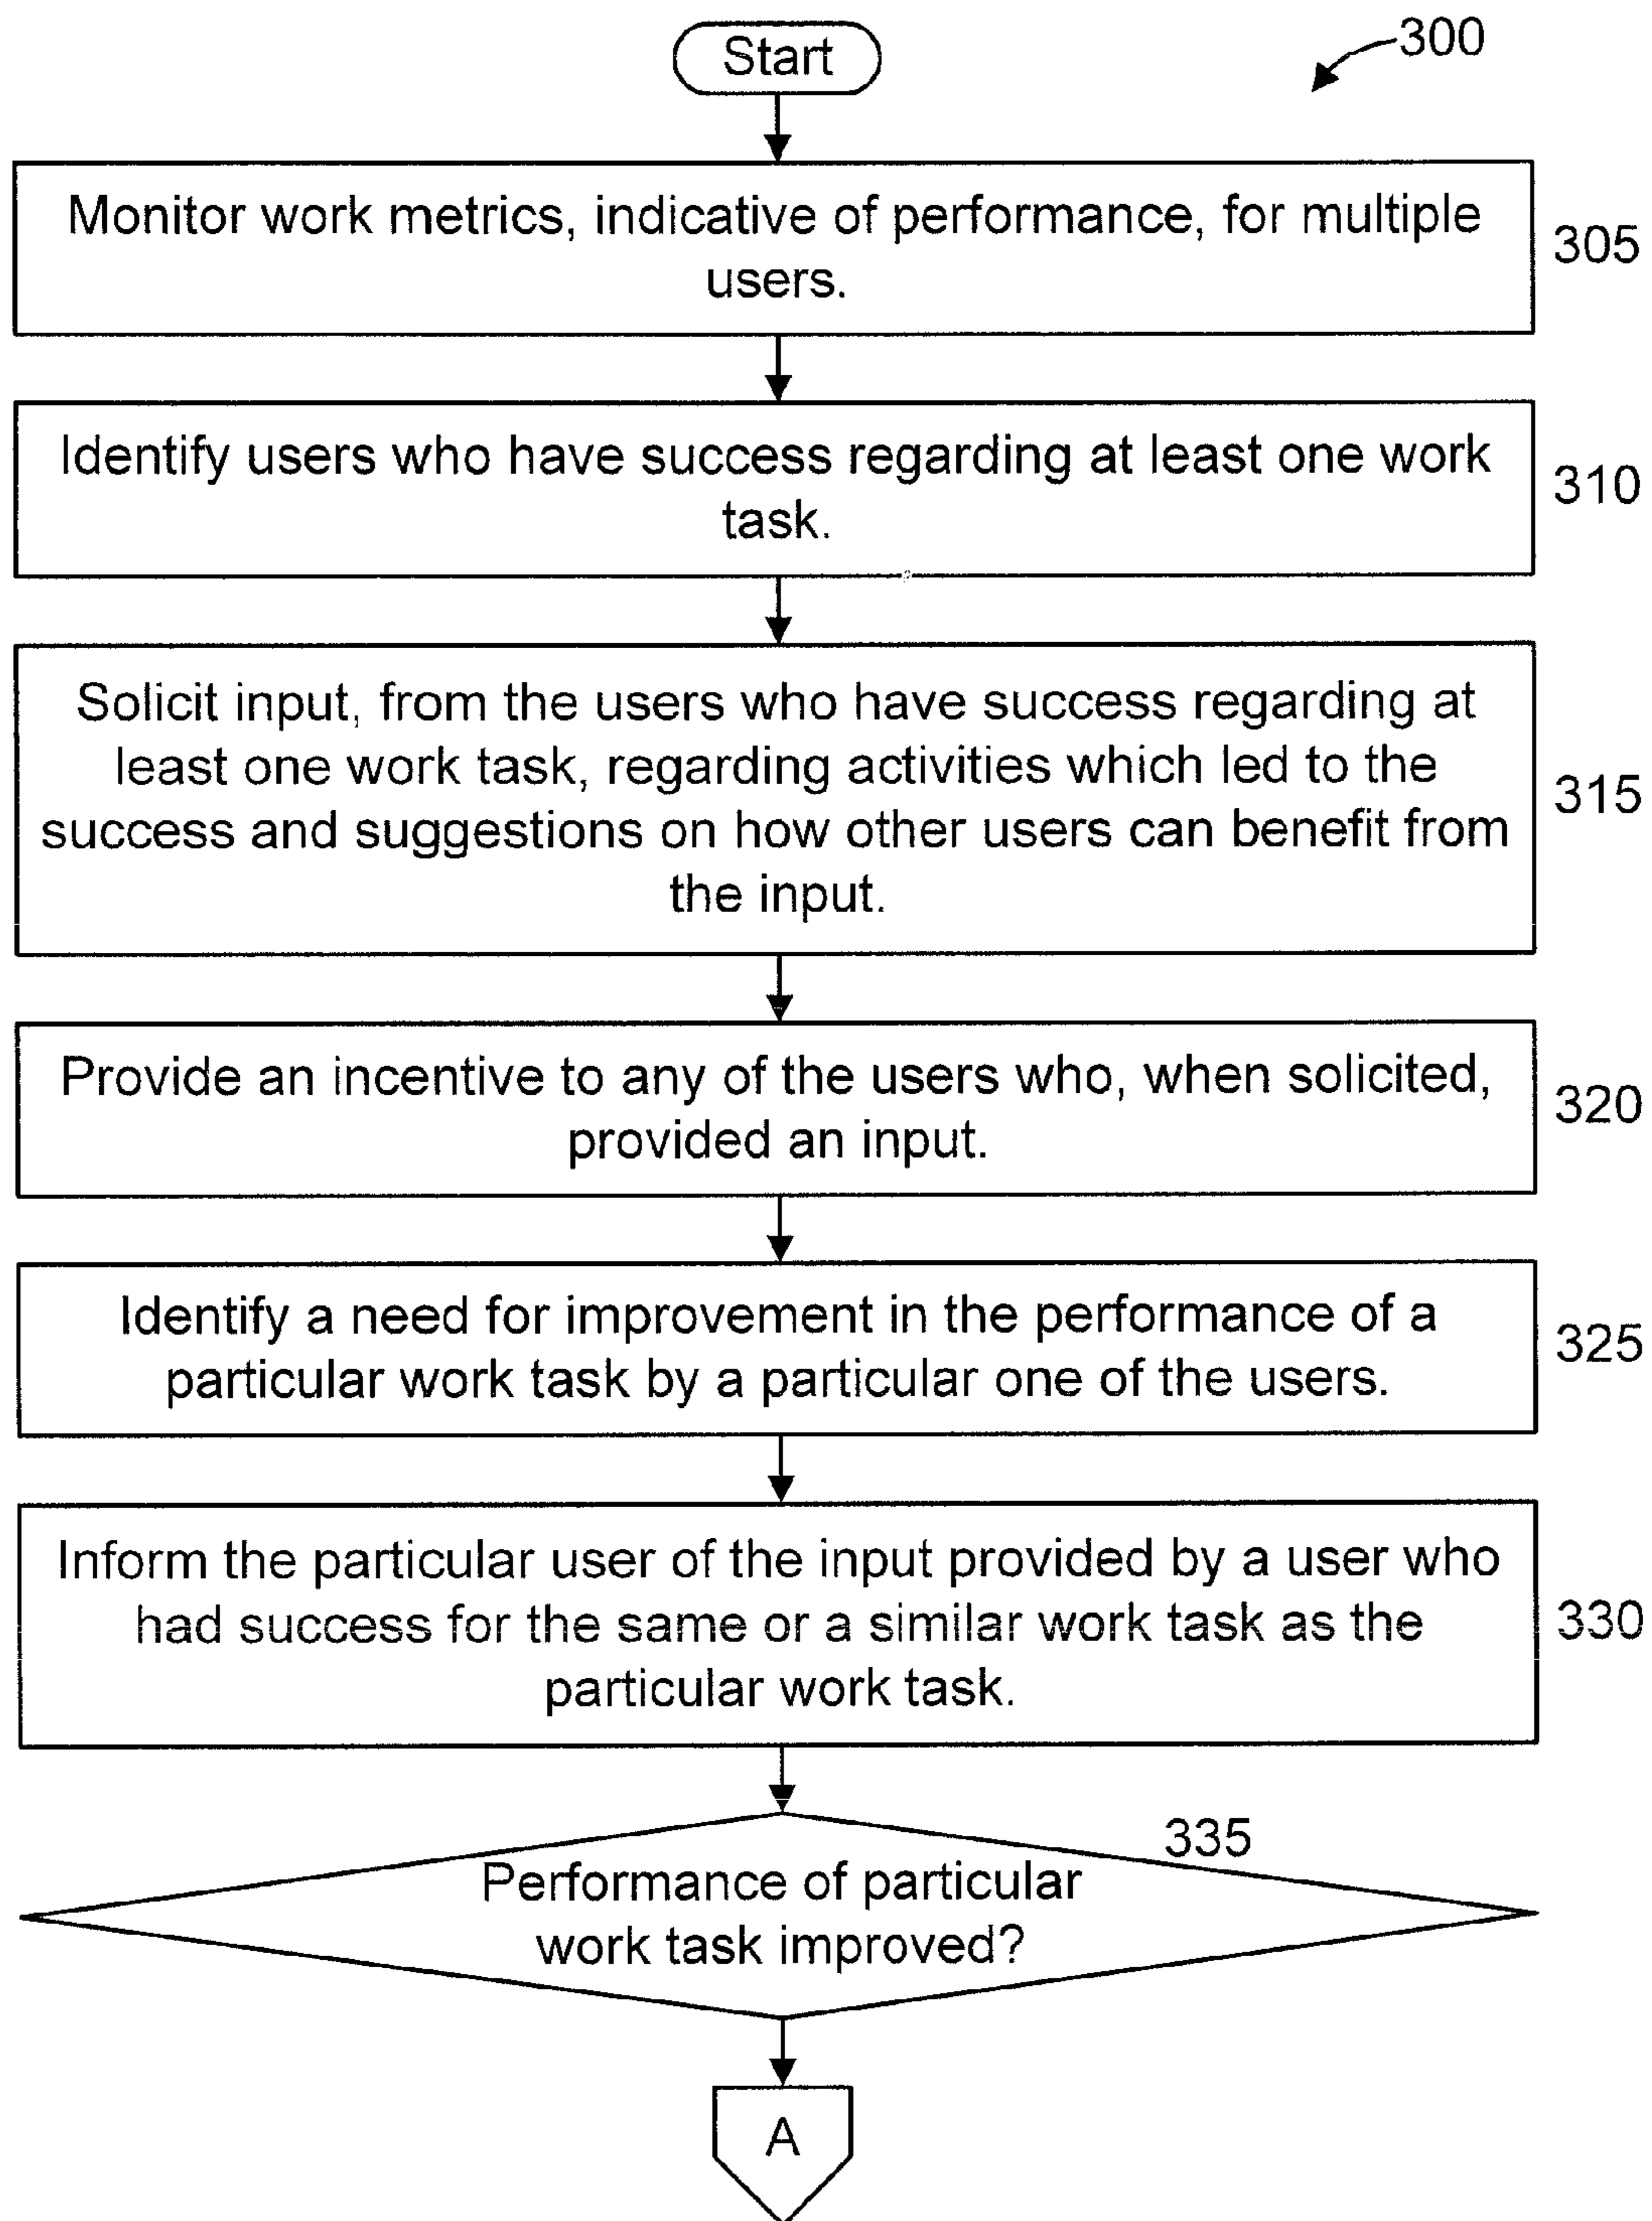 Start
300
Monitor work metrics, indicative of performance, for multiple
users.
305
Identify users who have success regarding at least one work
task.
310
Solicit input, from the users who have success regarding at
least one work task, regarding activities which led to the
success and suggestions on how other users can benefit from
the input.
315
Provide an incentive to any of the users who, when solicited,
provided an input.
320
Identify a need for improvement in the performance of a
particular work task by a particular one of the users.
325
Inform the particular user of the input provided by a user who
had success for the same or a similar work task as the
particular work task.
330
335
Performance of particular
work task improved?
A